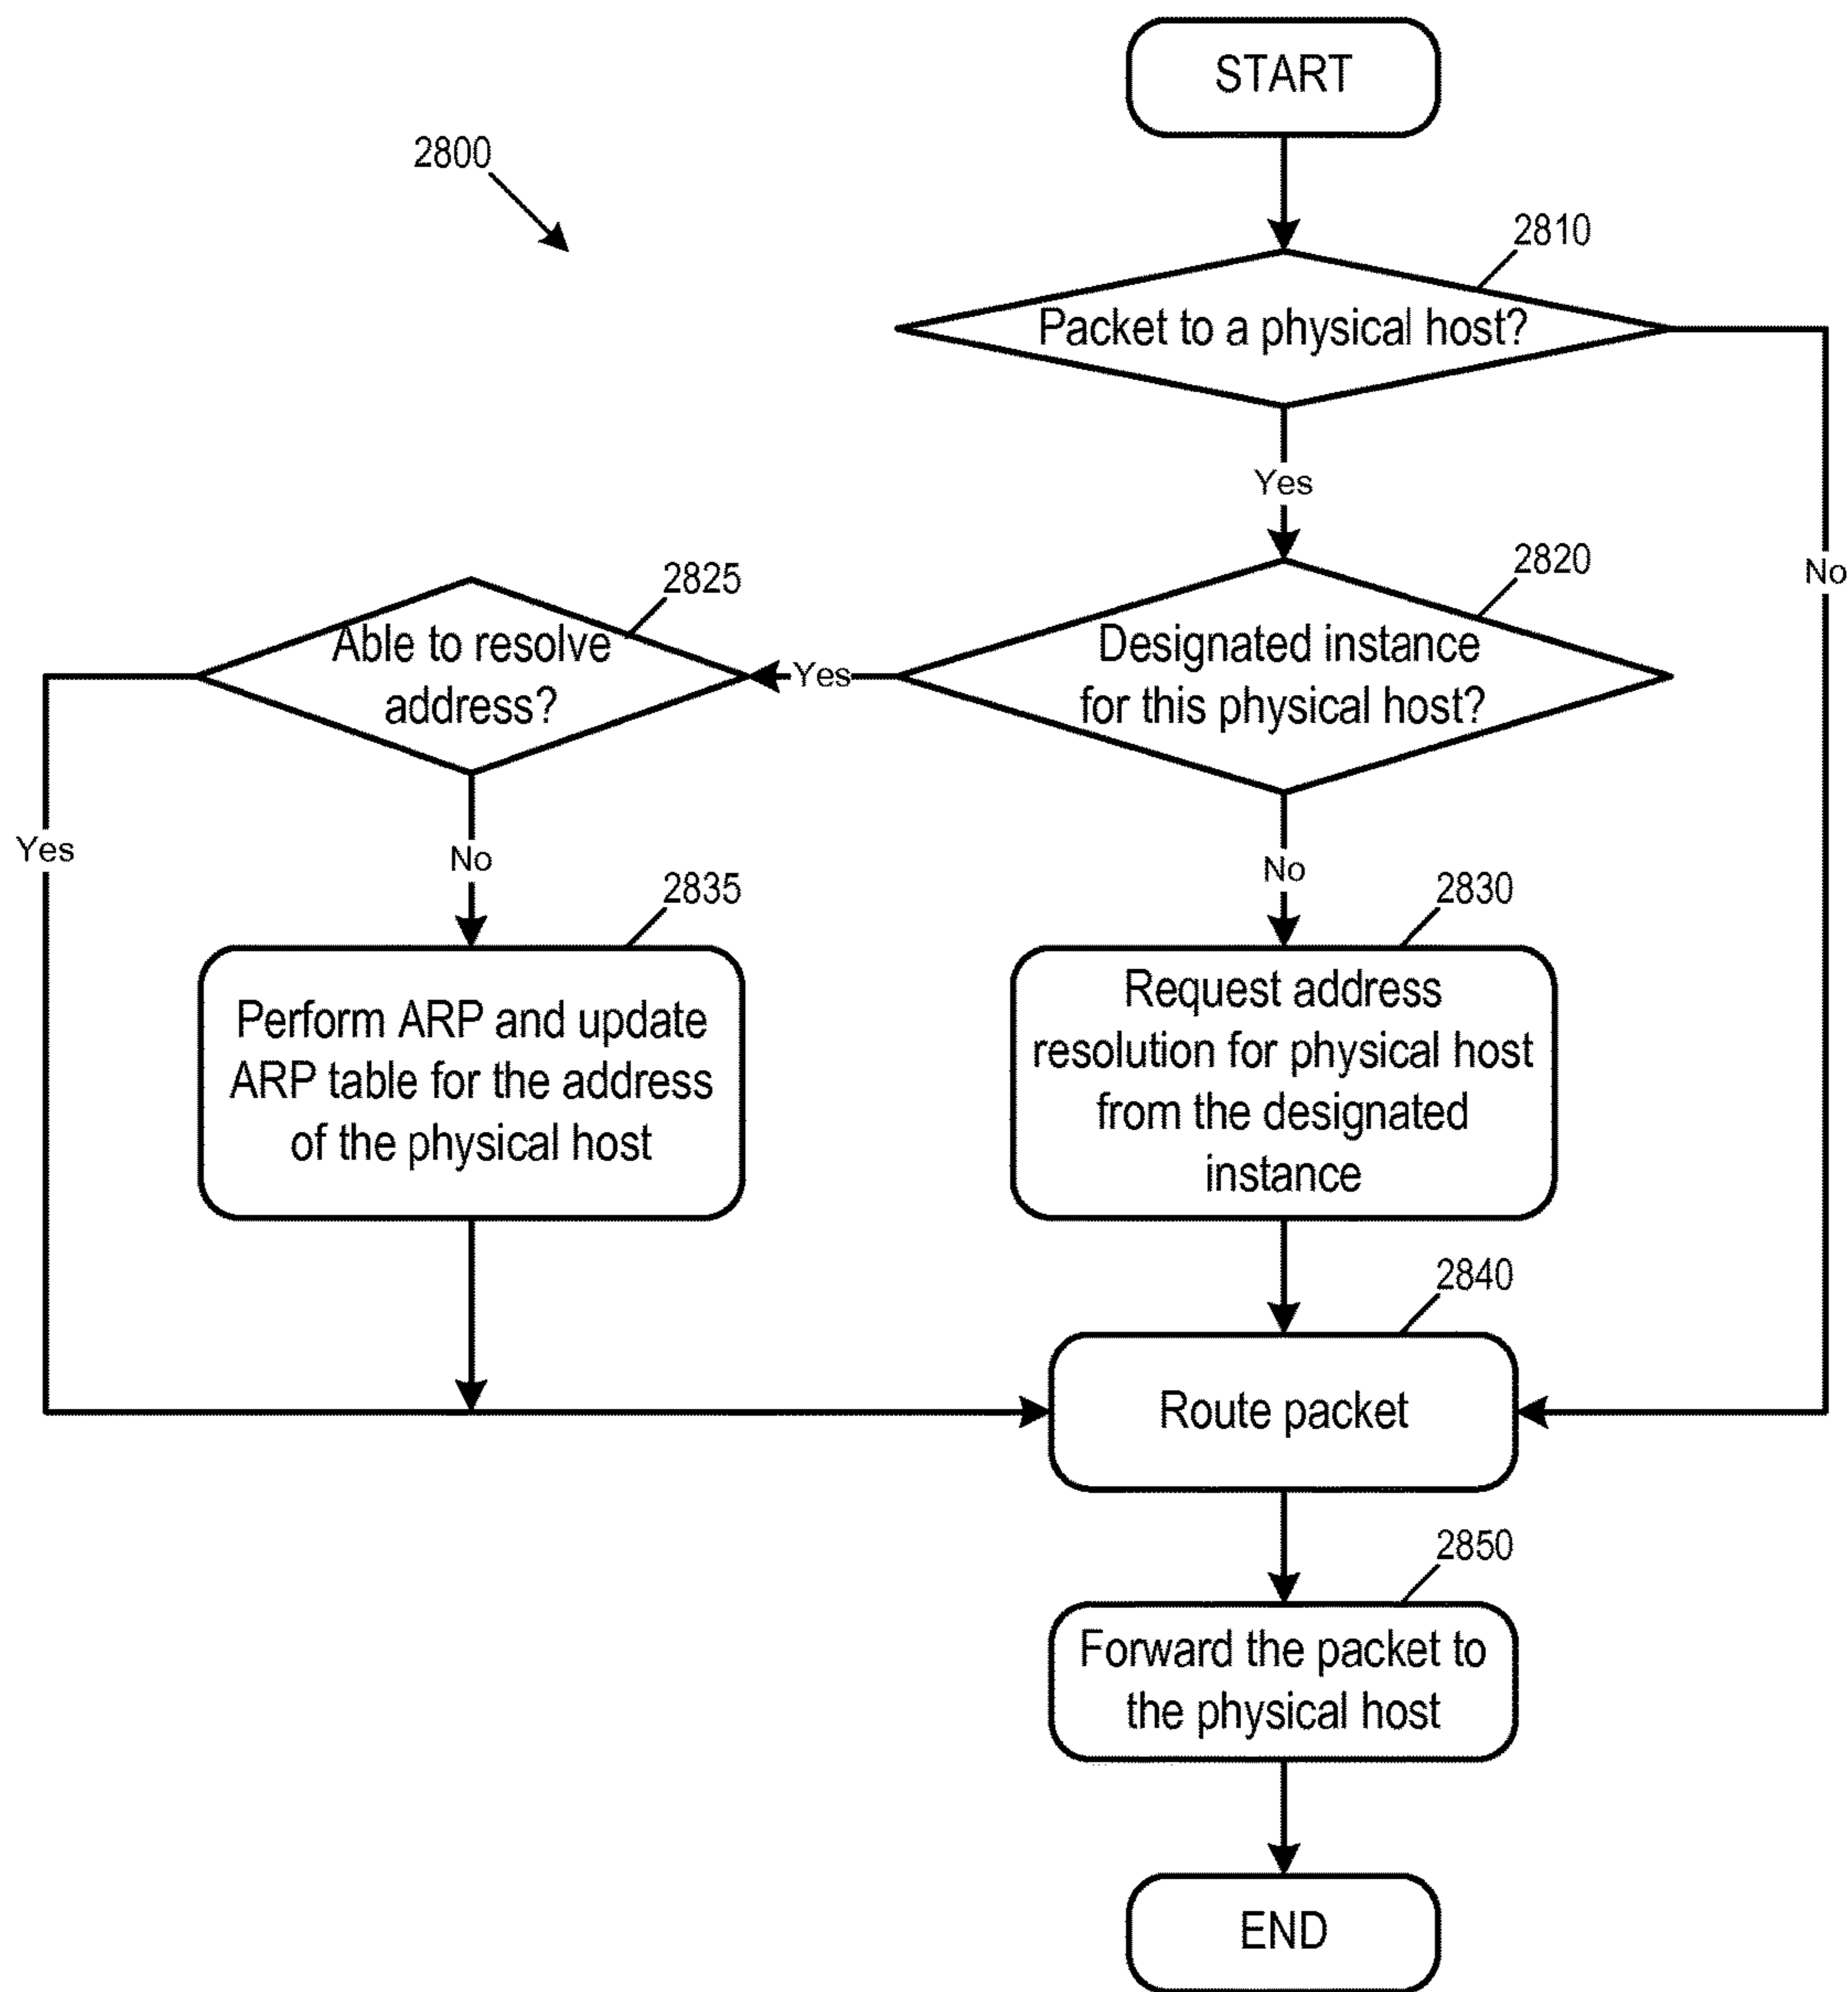 START
2800
2810
Packet to a physical host?
Yes
No
2820
Designated instance
for this physical host?
Yes
2825
Able to resolve
address?
Yes
No
No
2835
Perform ARP and update
ARP table for the address
of the physical host
2830
Request address
resolution for physical host
from the designated
instance
2840
Route packet
2850
Forward the packet to
the physical host
END